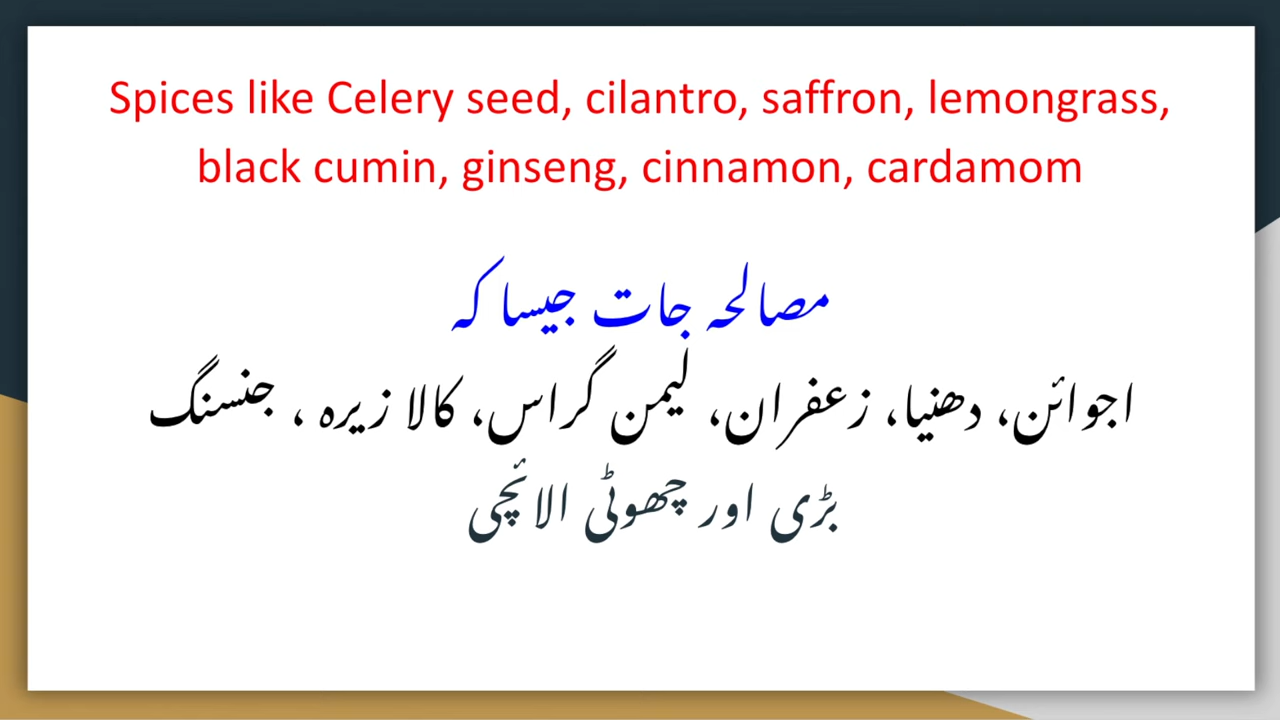 Spices like Celery seed, cilantro, saffron, lemongrass,
black cumin, ginseng, cinnamon, cardamom
مصالحہ جات جیسا کہ
اجوائن، دھنیا، زعفران، لیمن گراس، کالا زیرہ ، جنسنگ
بڑی اور چھوٹی الائچی